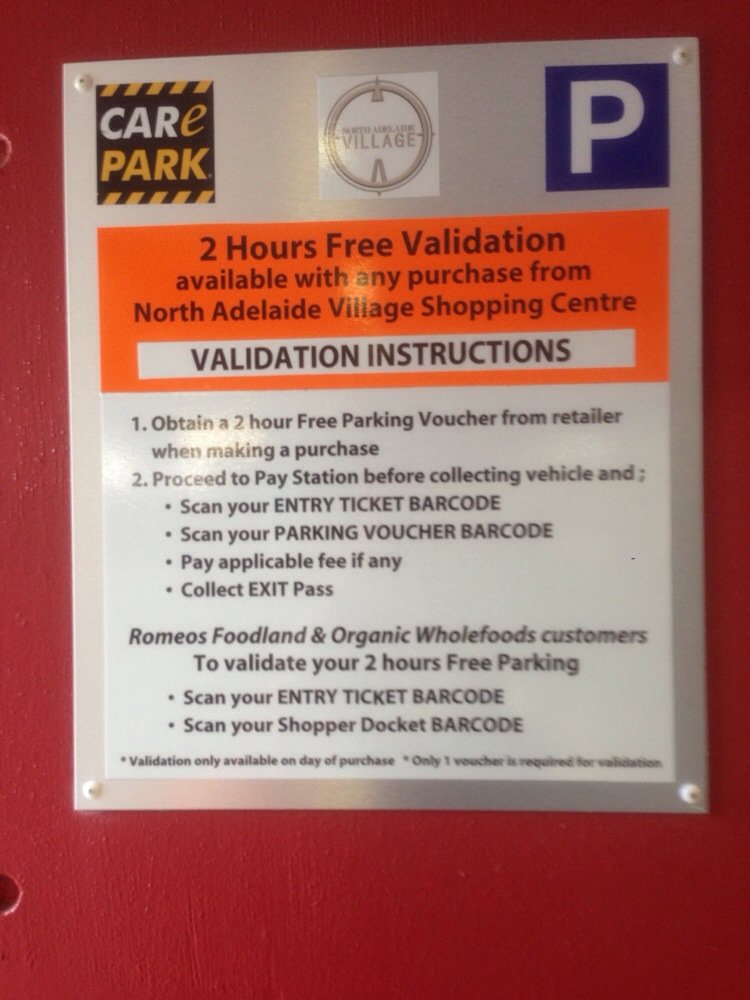 CARe
PARK
NORTH ADELAIDE
VILLAGE
P
2 Hours Free Validation
available with any purchase from
North Adelaide Village Shopping Centre
VALIDATION INSTRUCTIONS
1. Obtain a 2 hour Free Parking Voucher from retailer
when making a purchase
2. Proceed to Pay Station before collecting vehicle and ;
• Scan your ENTRY TICKET BARCODE
• Scan your PARKING VOUCHER BARCODE
• Pay applicable fee if any
• Collect EXIT Pass
Romeos Foodland & Organic Wholefoods customers
To validate your 2 hours Free Parking
• Scan your ENTRY TICKET BARCODE
• Scan your Shopper Docket BARCODE
* Validation only available on day of purchase * Only 1 voucher is required for validation